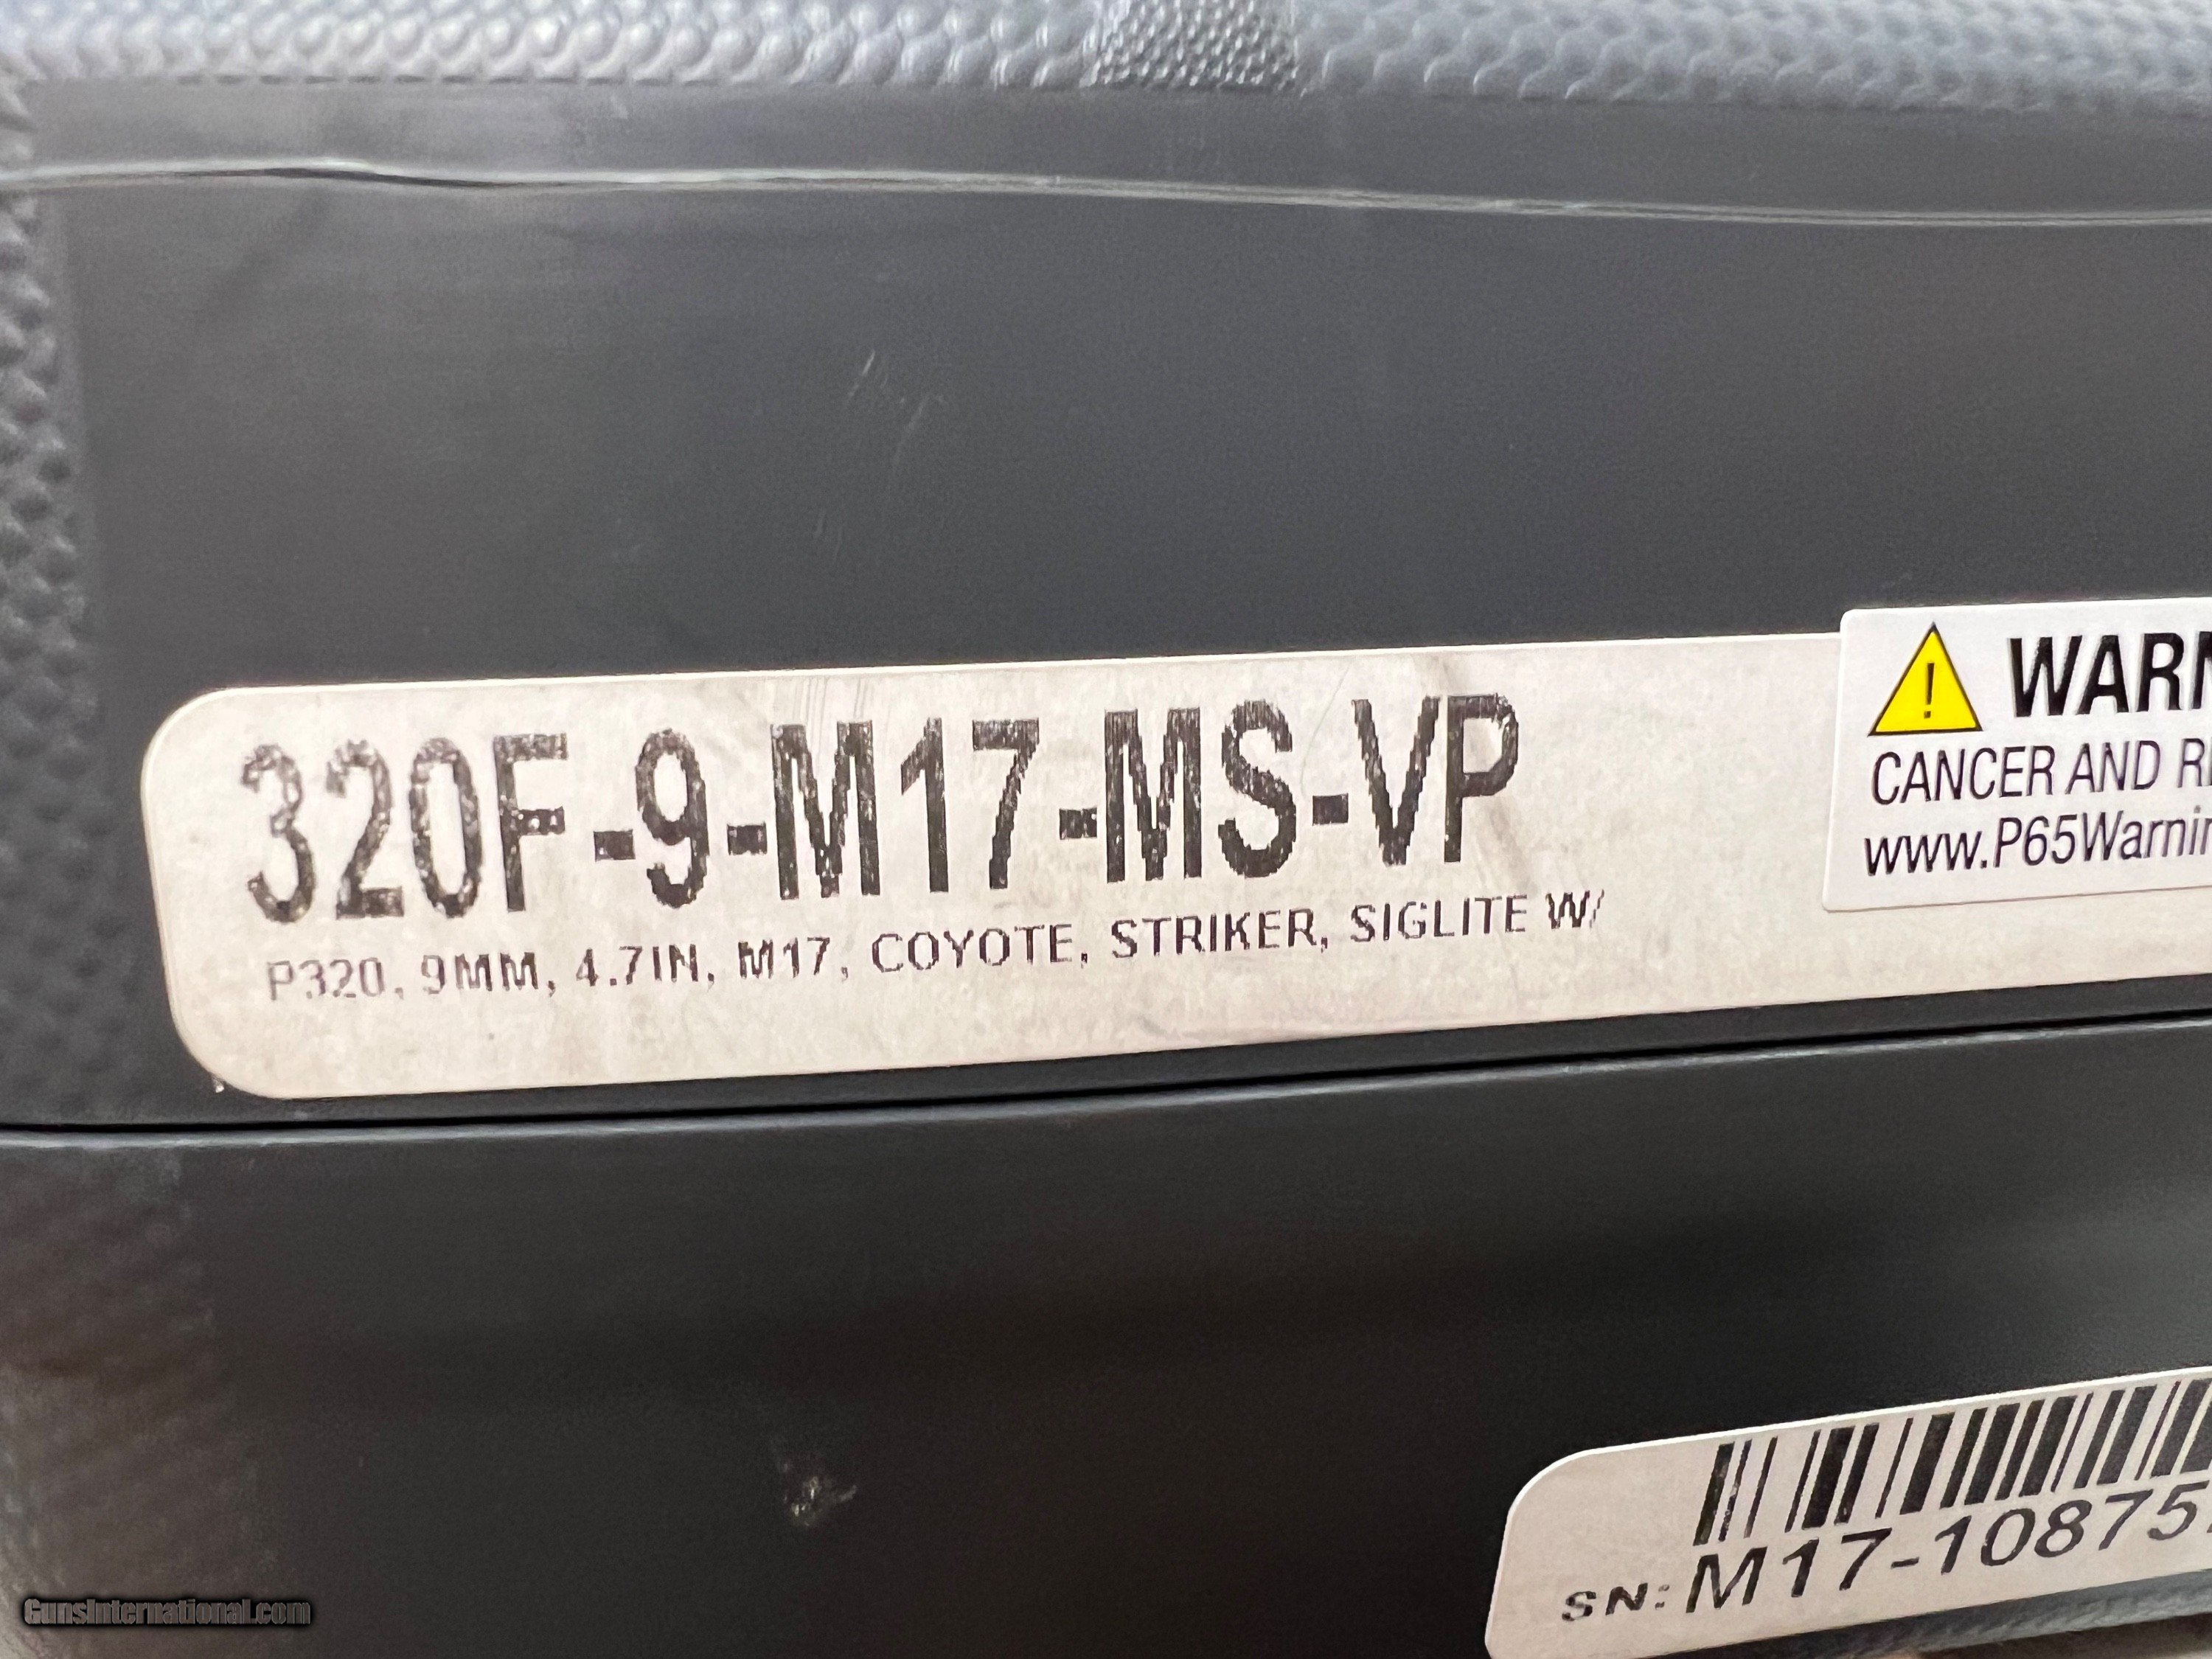 320F-9-M17-MS-VP
P320, 9MM, 4.7IN, M17, COYOTE, STRIKER, SIGLITE W/
WARN
CANCER AND RE
www.P65Warnin
SN: M17-10875
GunsInternational.com